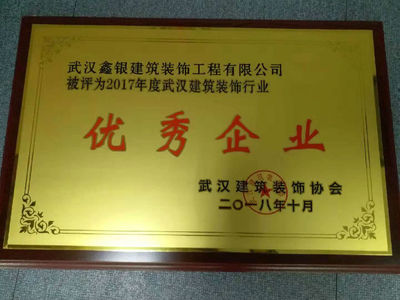 武汉鑫银建筑装饰工程有限公司
被评为2017年度武汉建筑装饰行业
优秀企业
武汉建筑装饰协会
二〇一八年十月